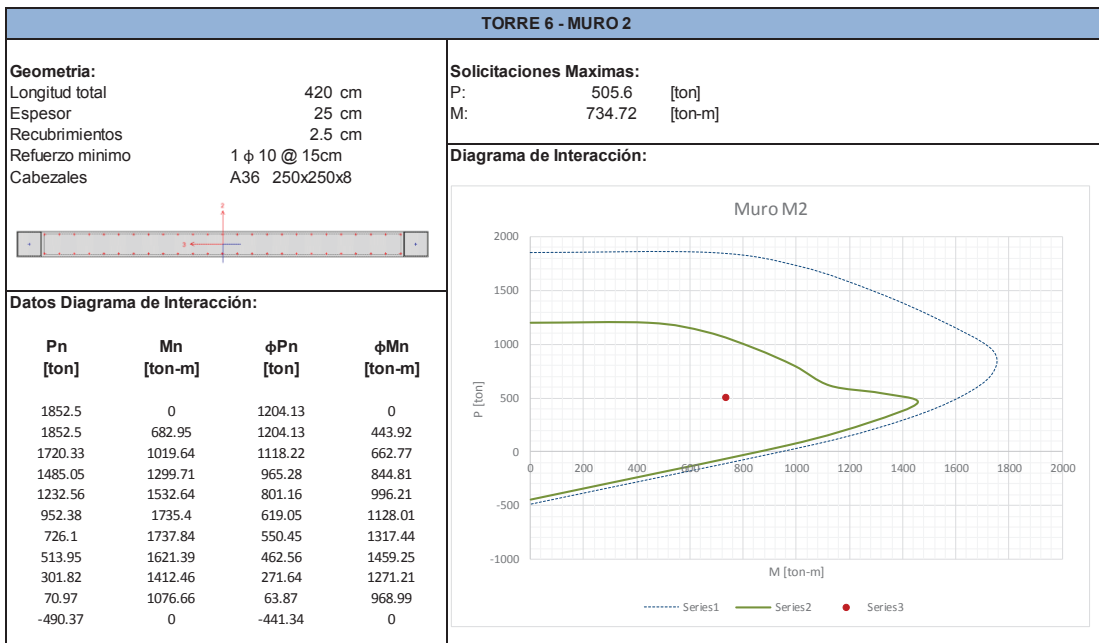 TORRE 6 - MURO 2
Geometria:
Longitud total 420 cm
Espesor 25 cm
Recubrimientos 2.5 cm
Refuerzo minimo 1 ϕ 10 @ 15cm
Cabezales A36 250x250x8
2
3
Solicitaciones Maximas:
P: 505.6 [ton]
M: 734.72 [ton-m]
Datos Diagrama de Interacción:
Pn Mn ϕPn ϕMn
[ton] [ton-m] [ton] [ton-m]
1852.5 0 1204.13 0
1852.5 682.95 1204.13 443.92
1720.33 1019.64 1118.22 662.77
1485.05 1299.71 965.28 844.81
1232.56 1532.64 801.16 996.21
952.38 1735.4 619.05 1128.01
726.1 1737.84 550.45 1317.44
513.95 1621.39 462.56 1459.25
301.82 1412.46 271.64 1271.21
70.97 1076.66 63.87 968.99
-490.37 0 -441.34 0
Diagrama de Interacción:
Muro M2
2000
1500
1000
500
0
-500
-1000
P [ton]
0 200 400 600 800 1000 1200 1400 1600 1800 2000
M [ton-m]
Series1 Series2 Series3